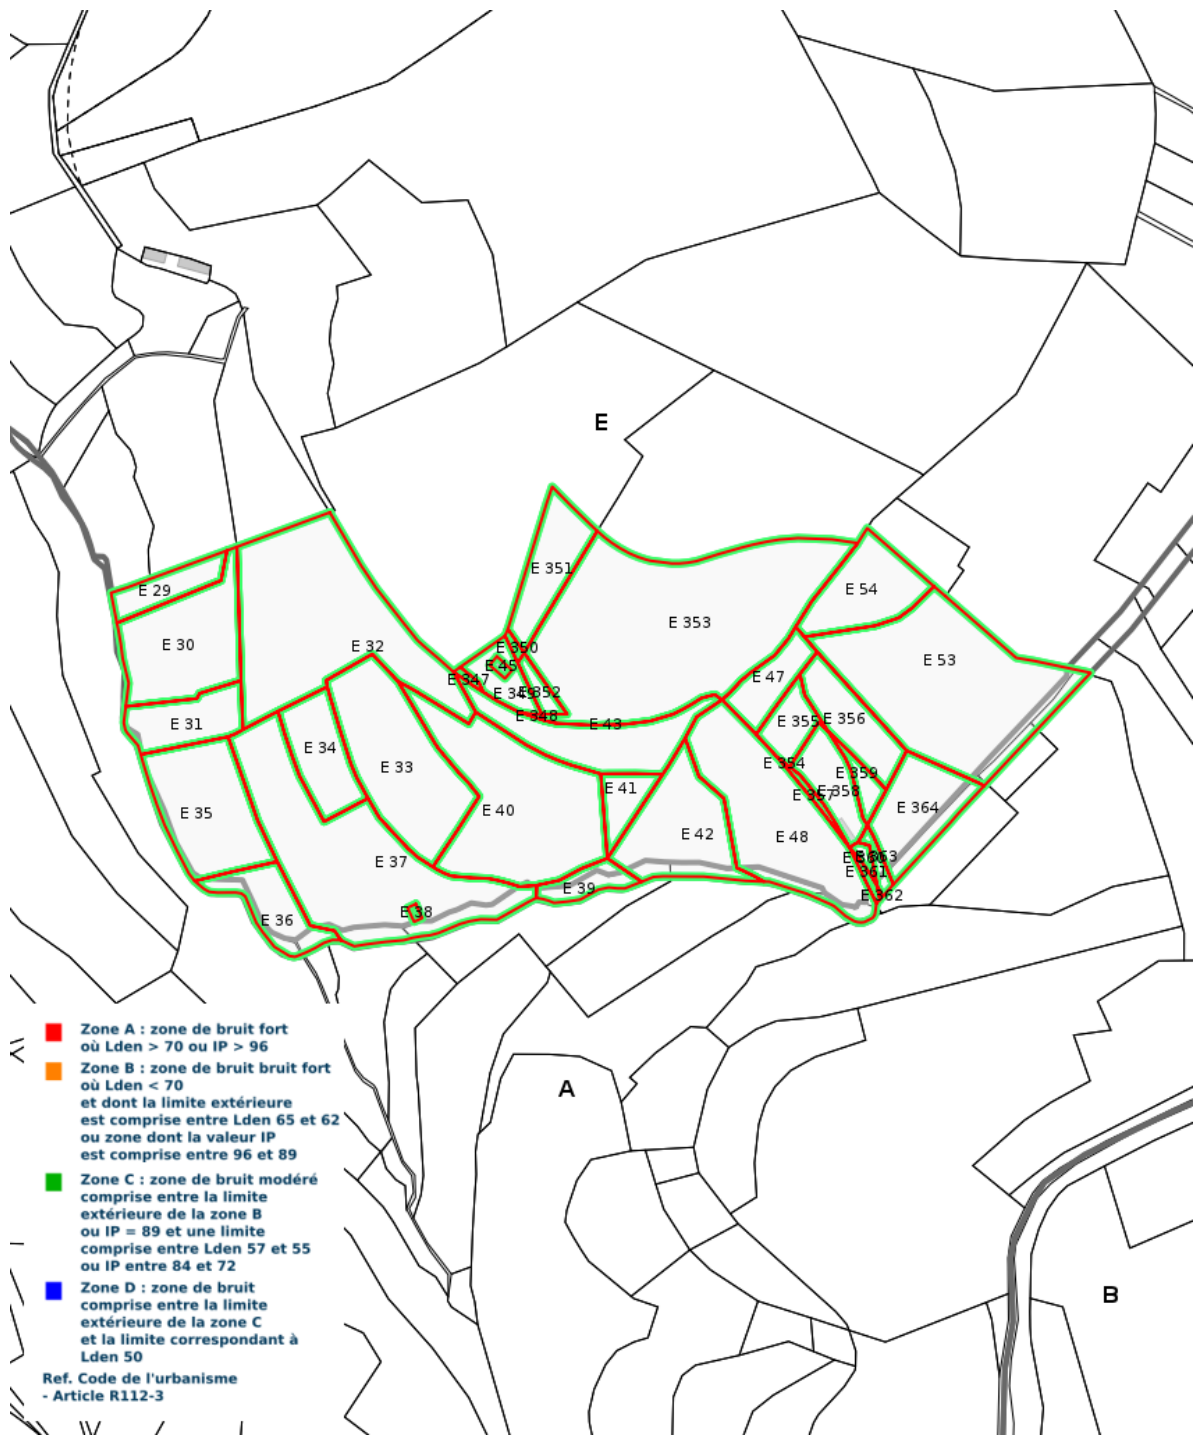 E
E 351
E 29
E 54
E 353
E 30
E 32
E 350
E 53
E 45
E 347
E 47
E 349
E 352
E 348
E 31
E 43
E 355
E 356
E 34
E 354
E 33
E 359
E 41
E 358
E 357
E 40
E 364
E 35
E 42
E 48
E 37
E 360
E 363
E 361
E 39
E 362
E 38
E 36
A
B
Zone A : zone de bruit fort
où Lden > 70 ou IP > 96
Zone B : zone de bruit bruit fort
où Lden < 70
et dont la limite extérieure
est comprise entre Lden 65 et 62
ou zone dont la valeur IP
est comprise entre 96 et 89
Zone C : zone de bruit modéré
comprise entre la limite
extérieure de la zone B
ou IP = 89 et une limite
comprise entre Lden 57 et 55
ou IP entre 84 et 72
Zone D : zone de bruit
comprise entre la limite
extérieure de la zone C
et la limite correspondant à
Lden 50
Ref. Code de l'urbanisme
- Article R112-3